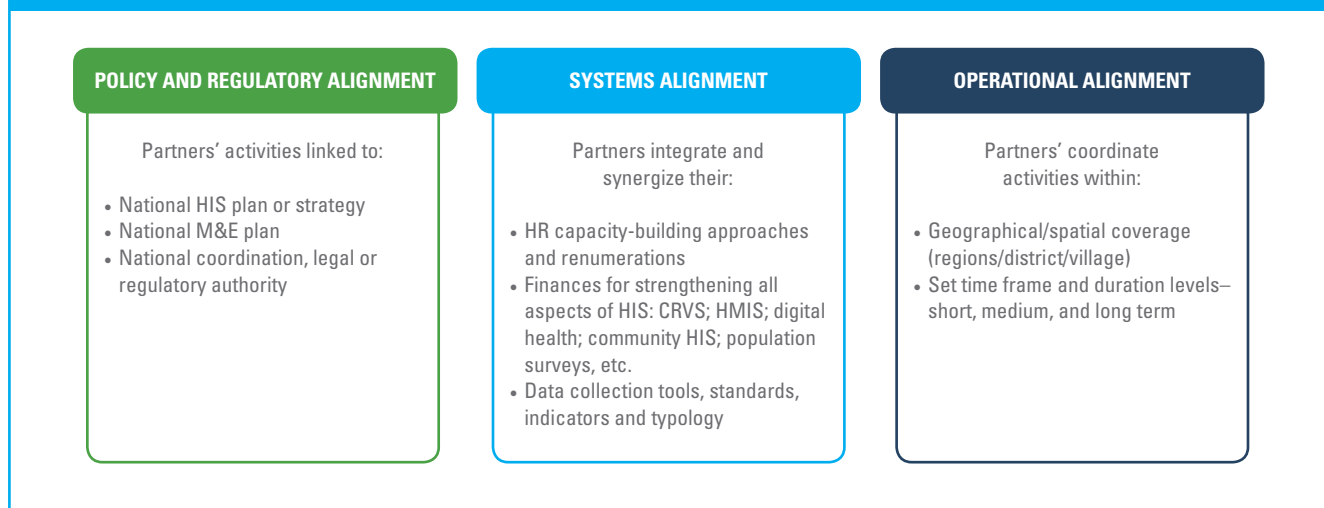 POLICY AND REGULATORY ALIGNMENT
Partners’ activities linked to:
• National HIS plan or strategy
• National M&E plan
• National coordination, legal or
regulatory authority
SYSTEMS ALIGNMENT
Partners integrate and
synergize their:
• HR capacity-building approaches
and renumerations
• Finances for strengthening all
aspects of HIS: CRVS; HMIS; digital
health; community HIS; population
surveys, etc.
• Data collection tools, standards,
indicators and typology
OPERATIONAL ALIGNMENT
Partners’ coordinate
activities within:
• Geographical/spatial coverage
(regions/district/village)
• Set time frame and duration levels–
short, medium, and long term